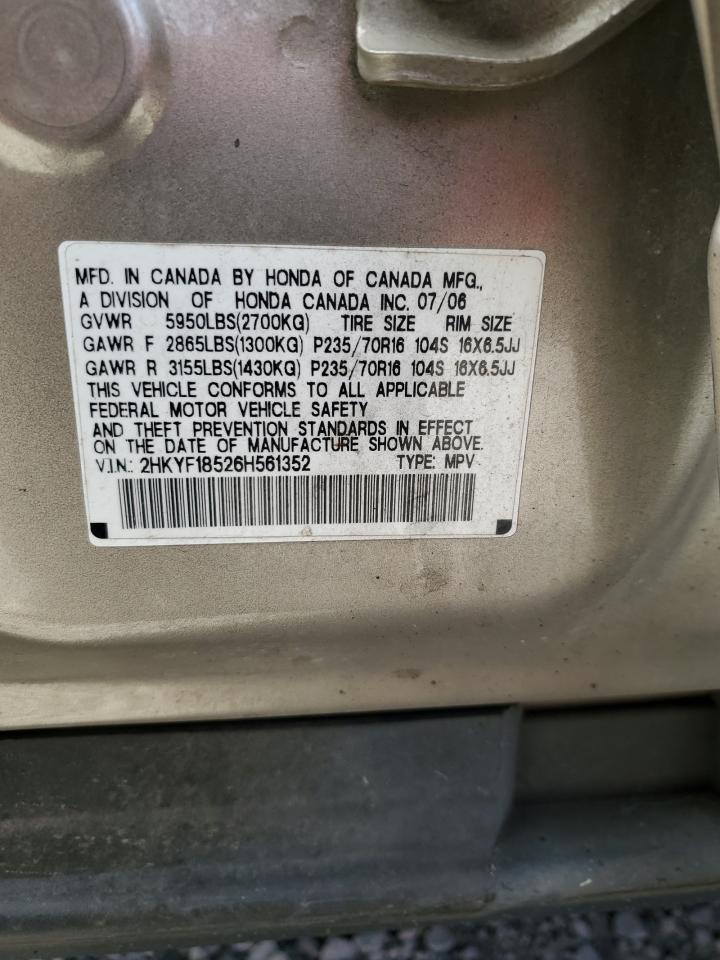 MFD. IN CANADA BY HONDA OF CANADA MFG.,
A DIVISION OF HONDA CANADA INC. 07/06
GVWR 5950LBS(2700KG) TIRE SIZE RIM SIZE
GAWR F 2865LBS(1300KG) P235/70R16 104S 16X6.5JJ
GAWR R 3155LBS(1430KG) P235/70R16 104S 16X6.5JJ
THIS VEHICLE CONFORMS TO ALL APPLICABLE
FEDERAL MOTOR VEHICLE SAFETY
AND THEFT PREVENTION STANDARDS IN EFFECT
ON THE DATE OF MANUFACTURE SHOWN ABOVE.
V.I.N.: 2HKYF18526H561352 TYPE: MPV